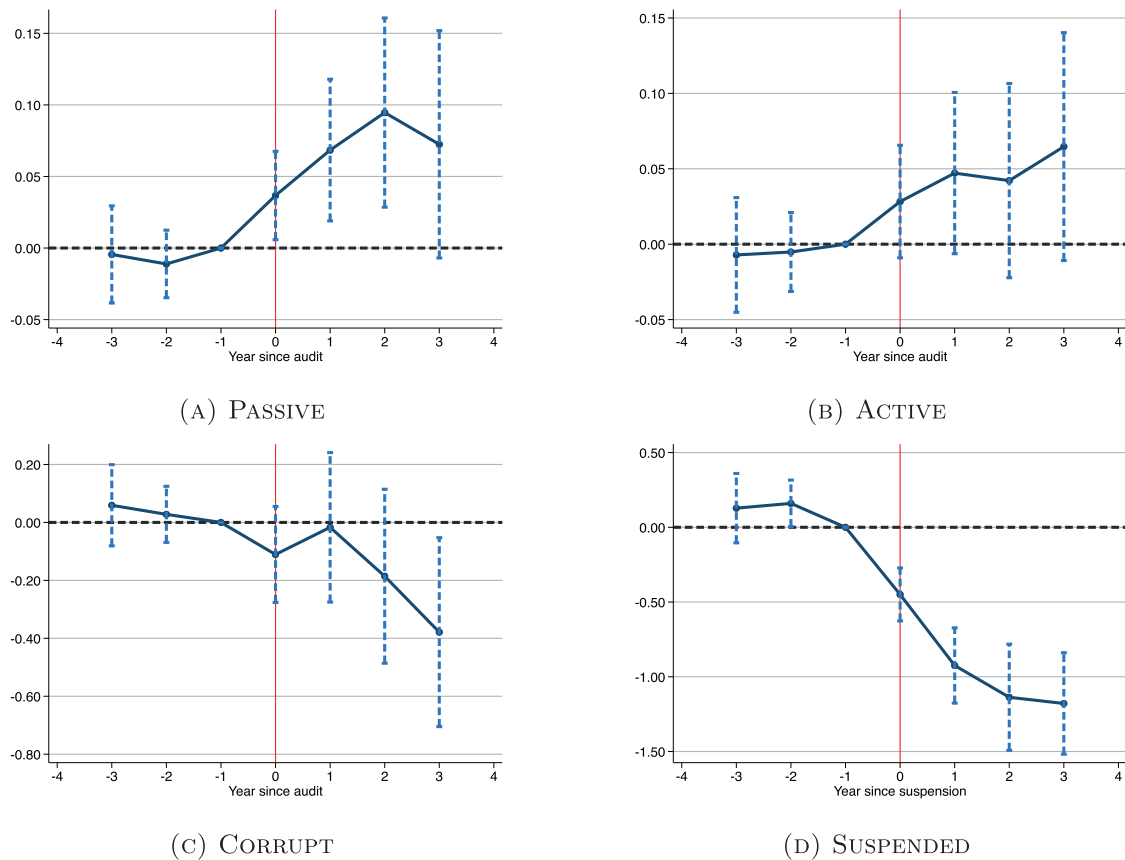 0.15
0.10
0.05
0.00
-0.05
-4 -3 -2 -1 0 1 2 3 4
Year since audit
(A) PASSIVE
0.15
0.10
0.05
0.00
-0.05
-4 -3 -2 -1 0 1 2 3 4
Year since audit
(B) ACTIVE
0.20
0.00
-0.20
-0.40
-0.60
-0.80
-4 -3 -2 -1 0 1 2 3 4
Year since audit
(C) CORRUPT
0.50
0.00
-0.50
-1.00
-1.50
-4 -3 -2 -1 0 1 2 3 4
Year since suspension
(D) SUSPENDED